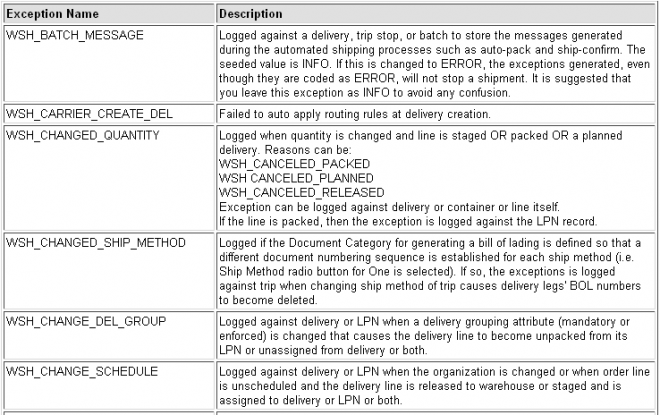 Exception Name
Description
WSH_BATCH_MESSAGE
Logged against a delivery, trip stop, or batch to store the messages generated
during the automated shipping processes such as auto-pack and ship-confirm. The
seeded value is INFO. If this is changed to ERROR, the exceptions generated, even
though they are coded as ERROR, will not stop a shipment. It is suggested that
you leave this exception as INFO to avoid any confusion.
WSH_CARRIER_CREATE_DEL
Failed to auto apply routing rules at delivery creation.
WSH_CHANGED_QUANTITY
Logged when quantity is changed and line is staged OR packed OR a planned
delivery. Reasons can be:
WSH_CANCELED_PACKED
WSH CANCELED_PLANNED
WSH_CANCELED_RELEASED
Exception can be logged against delivery or container or line itself.
If the line is packed, then the exception is logged against the LPN record.
WSH_CHANGED_SHIP_METHOD
Logged if the Document Category for generating a bill of lading is defined so that a
different document numbering sequence is established for each ship method (i.e.
Ship Method radio button for One is selected). If so, the exceptions is logged
against trip when changing ship method of trip causes delivery legs' BOL numbers
to become deleted.
WSH_CHANGE_DEL_GROUP
Logged against delivery or LPN when a delivery grouping attribute (mandatory or
enforced) is changed that causes the delivery line to become unpacked from its
LPN or unassigned from delivery or both.
WSH_CHANGE_SCHEDULE
Logged against delivery or LPN when the organization is changed or when order line
is unscheduled and the delivery line is released to warehouse or staged and is
assigned to delivery or LPN or both.